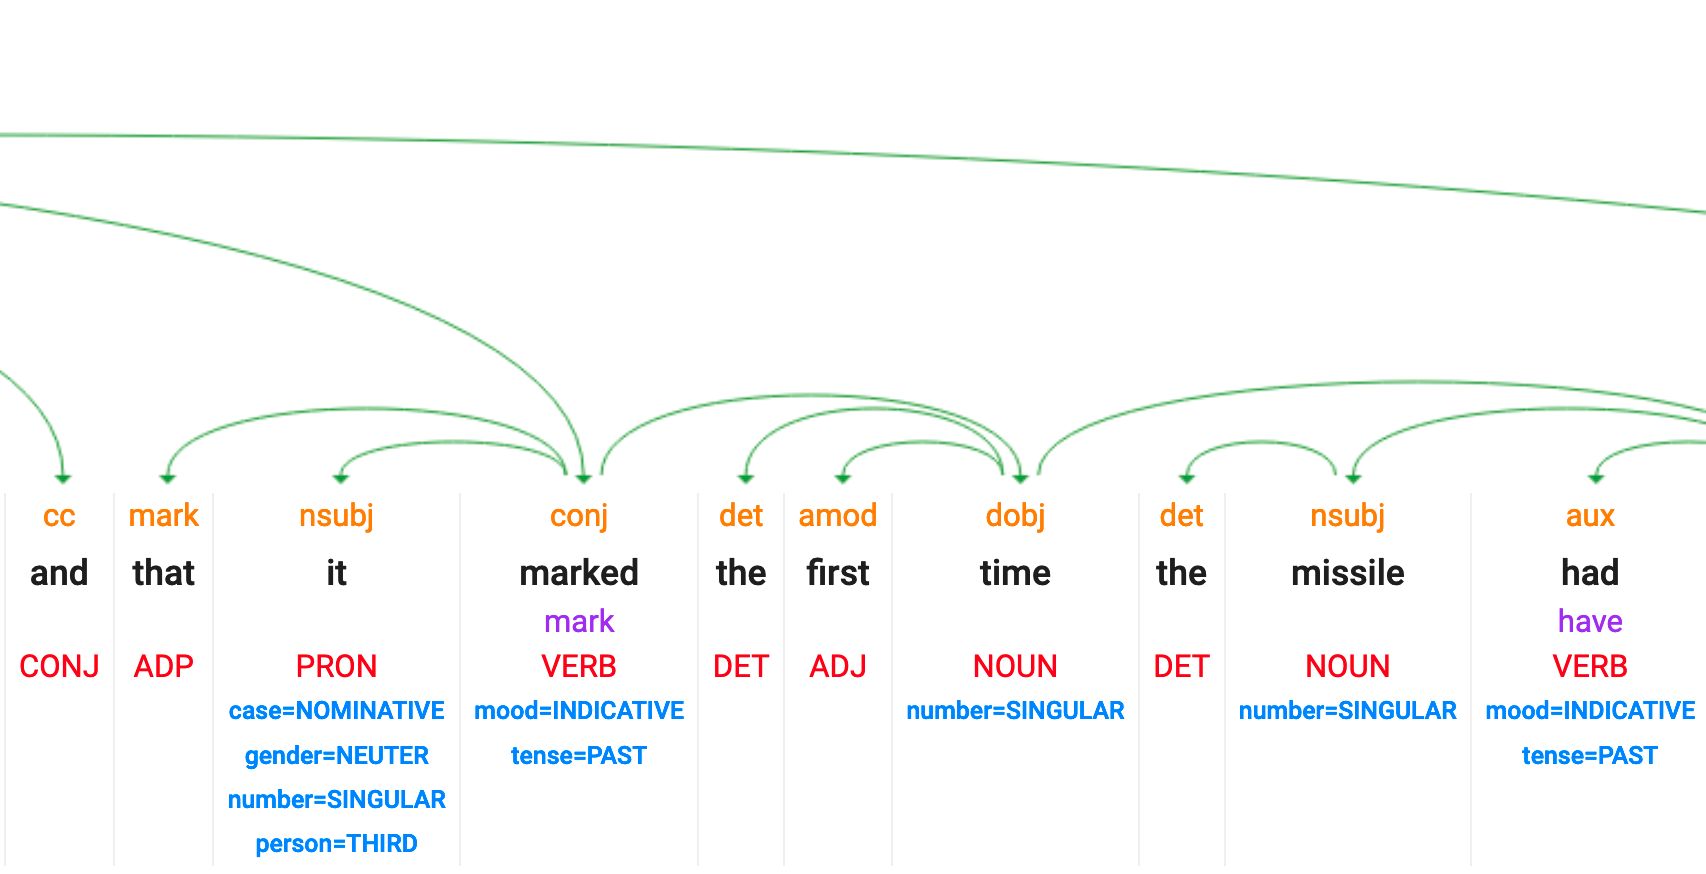 cc mark nsubj conj det amod dobj det nsubj aux
and that it marked the first time the missile had
mark have
CONJ ADP PRON VERB DET ADJ NOUN DET NOUN VERB
case=NOMINATIVE mood=INDICATIVE number=SINGULAR number=SINGULAR mood=INDICATIVE
gender=NEUTER tense=PAST tense=PAST
number=SINGULAR
person=THIRD